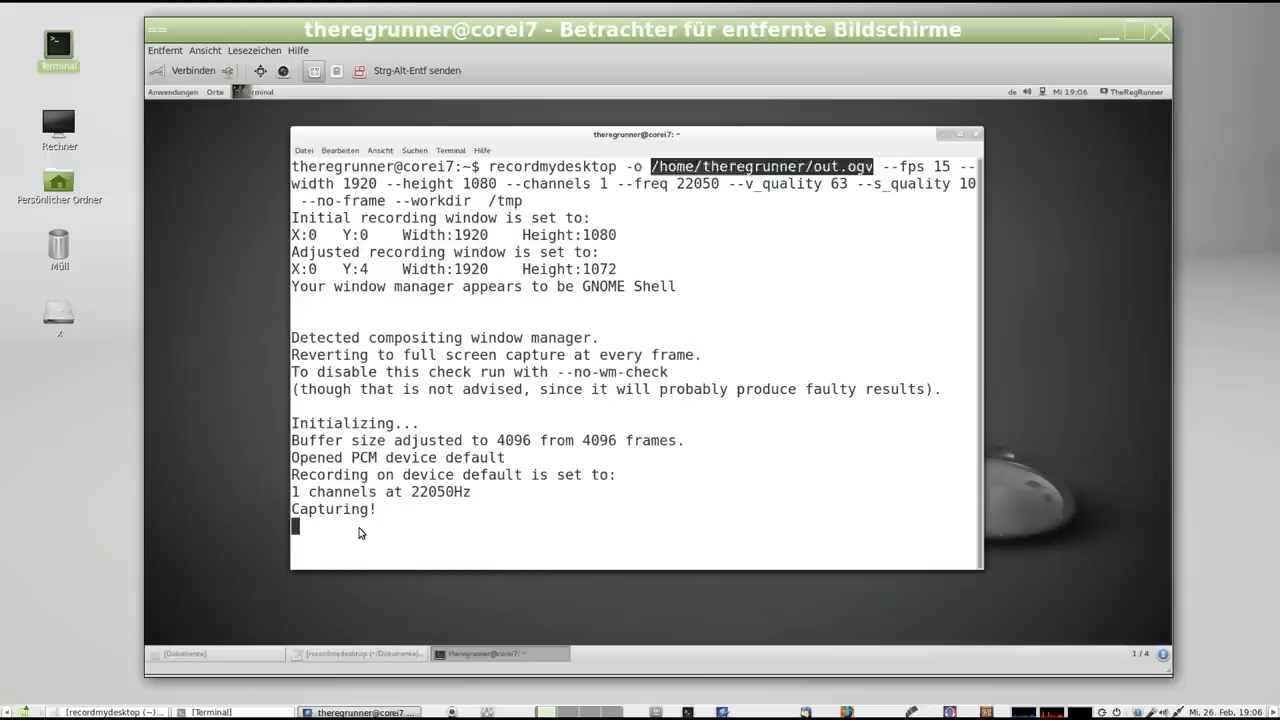 theregrunner@corei7 - Betrachter für entfernte Bildschirme
Entfernt Ansicht Lesezeichen Hilfe
Verbinden Strg-Alt-Entf senden
Anwendungen Orte Terminal de Mi 19:06 TheRegRunner
theregrunner@corei7: ~
Datei Bearbeiten Ansicht Suchen Terminal Hilfe
theregrunner@corei7:~$ recordmydesktop -o /home/theregrunner/out.ogv --fps 15 --
width 1920 --height 1080 --channels 1 --freq 22050 --v_quality 63 --s_quality 10
--no-frame --workdir /tmp
Initial recording window is set to:
X:0 Y:0 Width:1920 Height:1080
Adjusted recording window is set to:
X:0 Y:4 Width:1920 Height:1072
Your window manager appears to be GNOME Shell
Detected compositing window manager.
Reverting to full screen capture at every frame.
To disable this check run with --no-wm-check
(though that is not advised, since it will probably produce faulty results).
Initializing...
Buffer size adjusted to 4096 from 4096 frames.
Opened PCM device default
Recording on device default is set to:
1 channels at 22050Hz
Capturing!
Terminal
Rechner
Persönlicher Ordner
Müll
x
[Dokumente] [recordmydesktop (~/Dokumente)... theregrunner@corei7: ~ 1 / 4
[recordmydesktop (~)... [Terminal] theregrunner@corei7 ... Mi, 26. Feb, 19:06